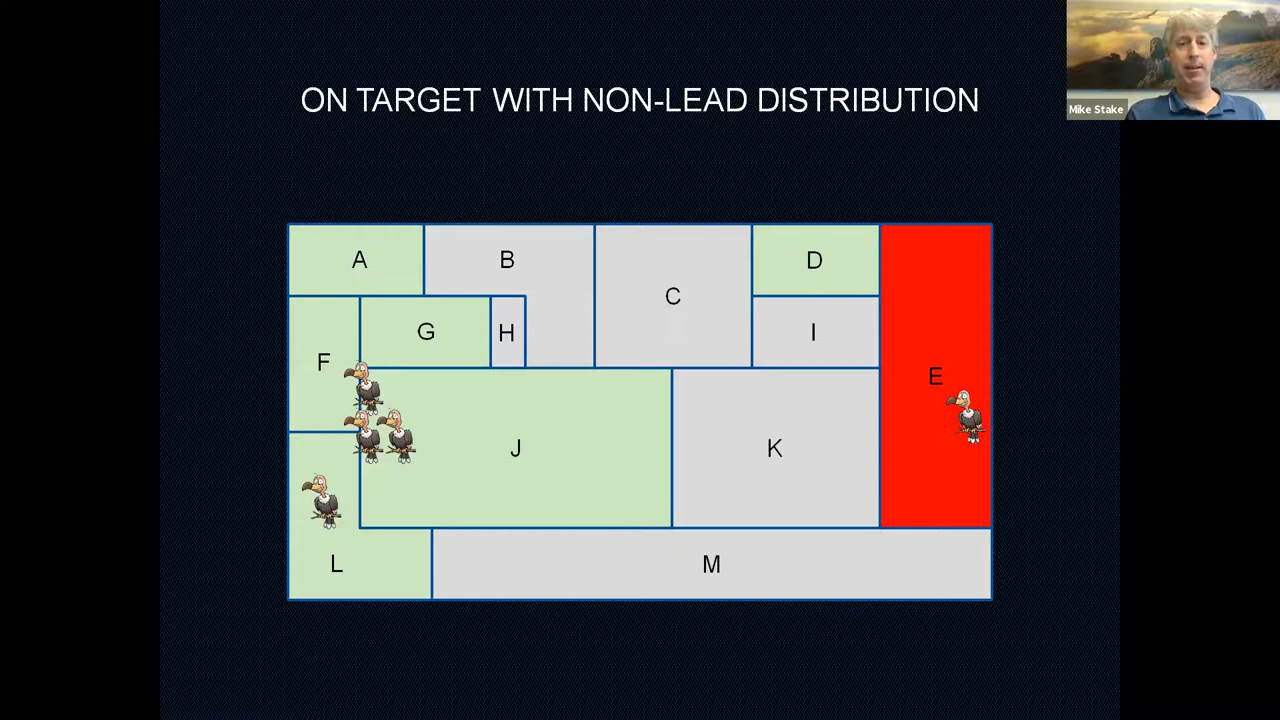 ON TARGET WITH NON-LEAD DISTRIBUTION
Mike Stake
A
B
C
D
E
F
G
H
I
J
K
L
M